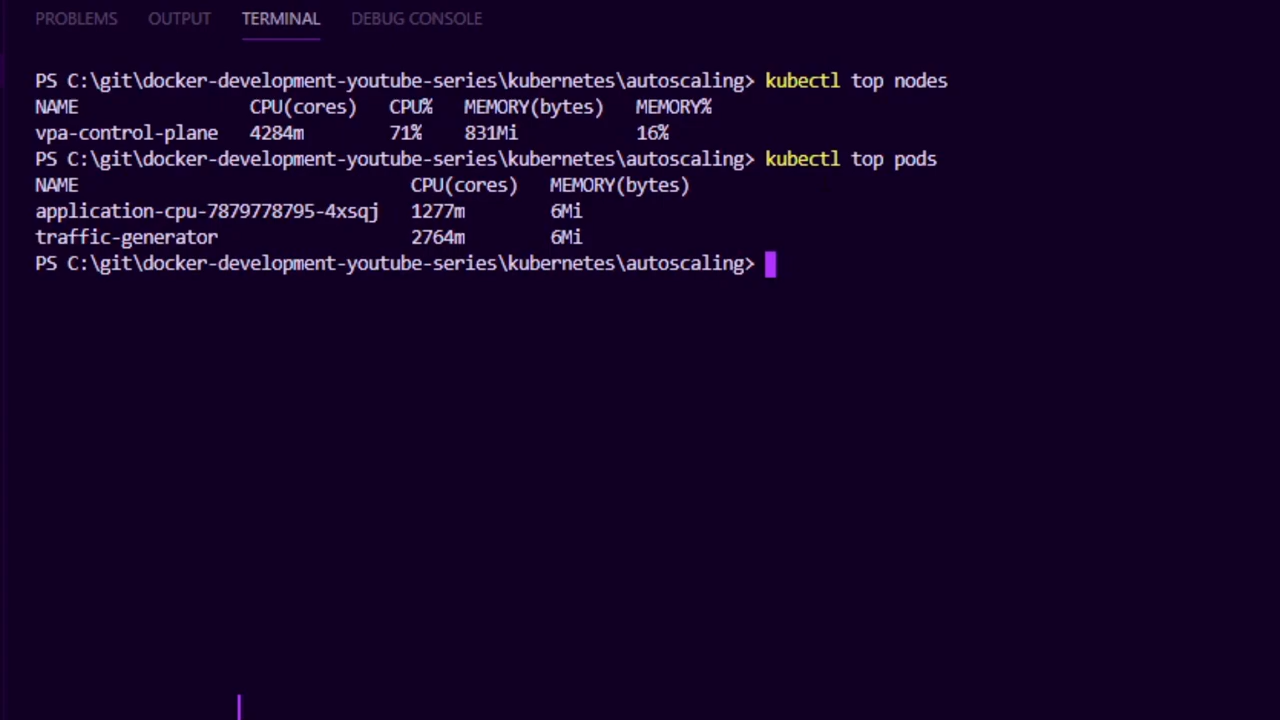 PROBLEMS OUTPUT TERMINAL DEBUG CONSOLE
PS C:\git\docker-development-youtube-series\kubernetes\autoscaling> kubectl top nodes
NAME CPU(cores) CPU% MEMORY(bytes) MEMORY%
vpa-control-plane 4284m 71% 831Mi 16%
PS C:\git\docker-development-youtube-series\kubernetes\autoscaling> kubectl top pods
NAME CPU(cores) MEMORY(bytes)
application-cpu-7879778795-4xsqj 1277m 6Mi
traffic-generator 2764m 6Mi
PS C:\git\docker-development-youtube-series\kubernetes\autoscaling>